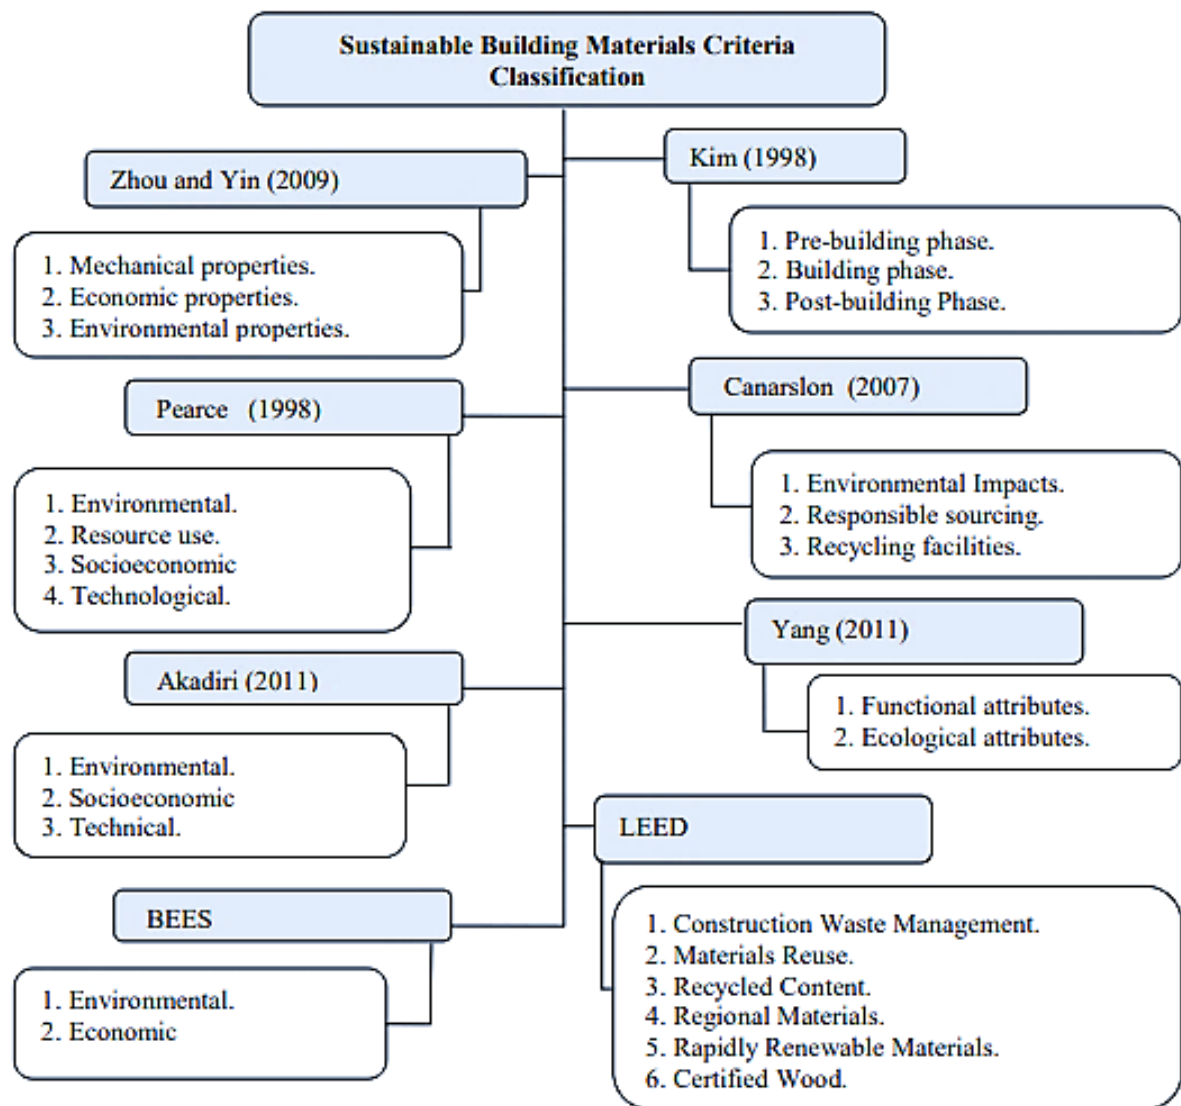 Sustainable Building Materials Criteria
Classification
Zhou and Yin (2009)
1. Mechanical properties.
2. Economic properties.
3. Environmental properties.
Kim (1998)
1. Pre-building phase.
2. Building phase.
3. Post-building Phase.
Pearce (1998)
1. Environmental.
2. Resource use.
3. Socioeconomic
4. Technological.
Canarslon (2007)
1. Environmental Impacts.
2. Responsible sourcing.
3. Recycling facilities.
Akadiri (2011)
1. Environmental.
2. Socioeconomic
3. Technical.
Yang (2011)
1. Functional attributes.
2. Ecological attributes.
BEES
1. Environmental.
2. Economic
LEED
1. Construction Waste Management.
2. Materials Reuse.
3. Recycled Content.
4. Regional Materials.
5. Rapidly Renewable Materials.
6. Certified Wood.